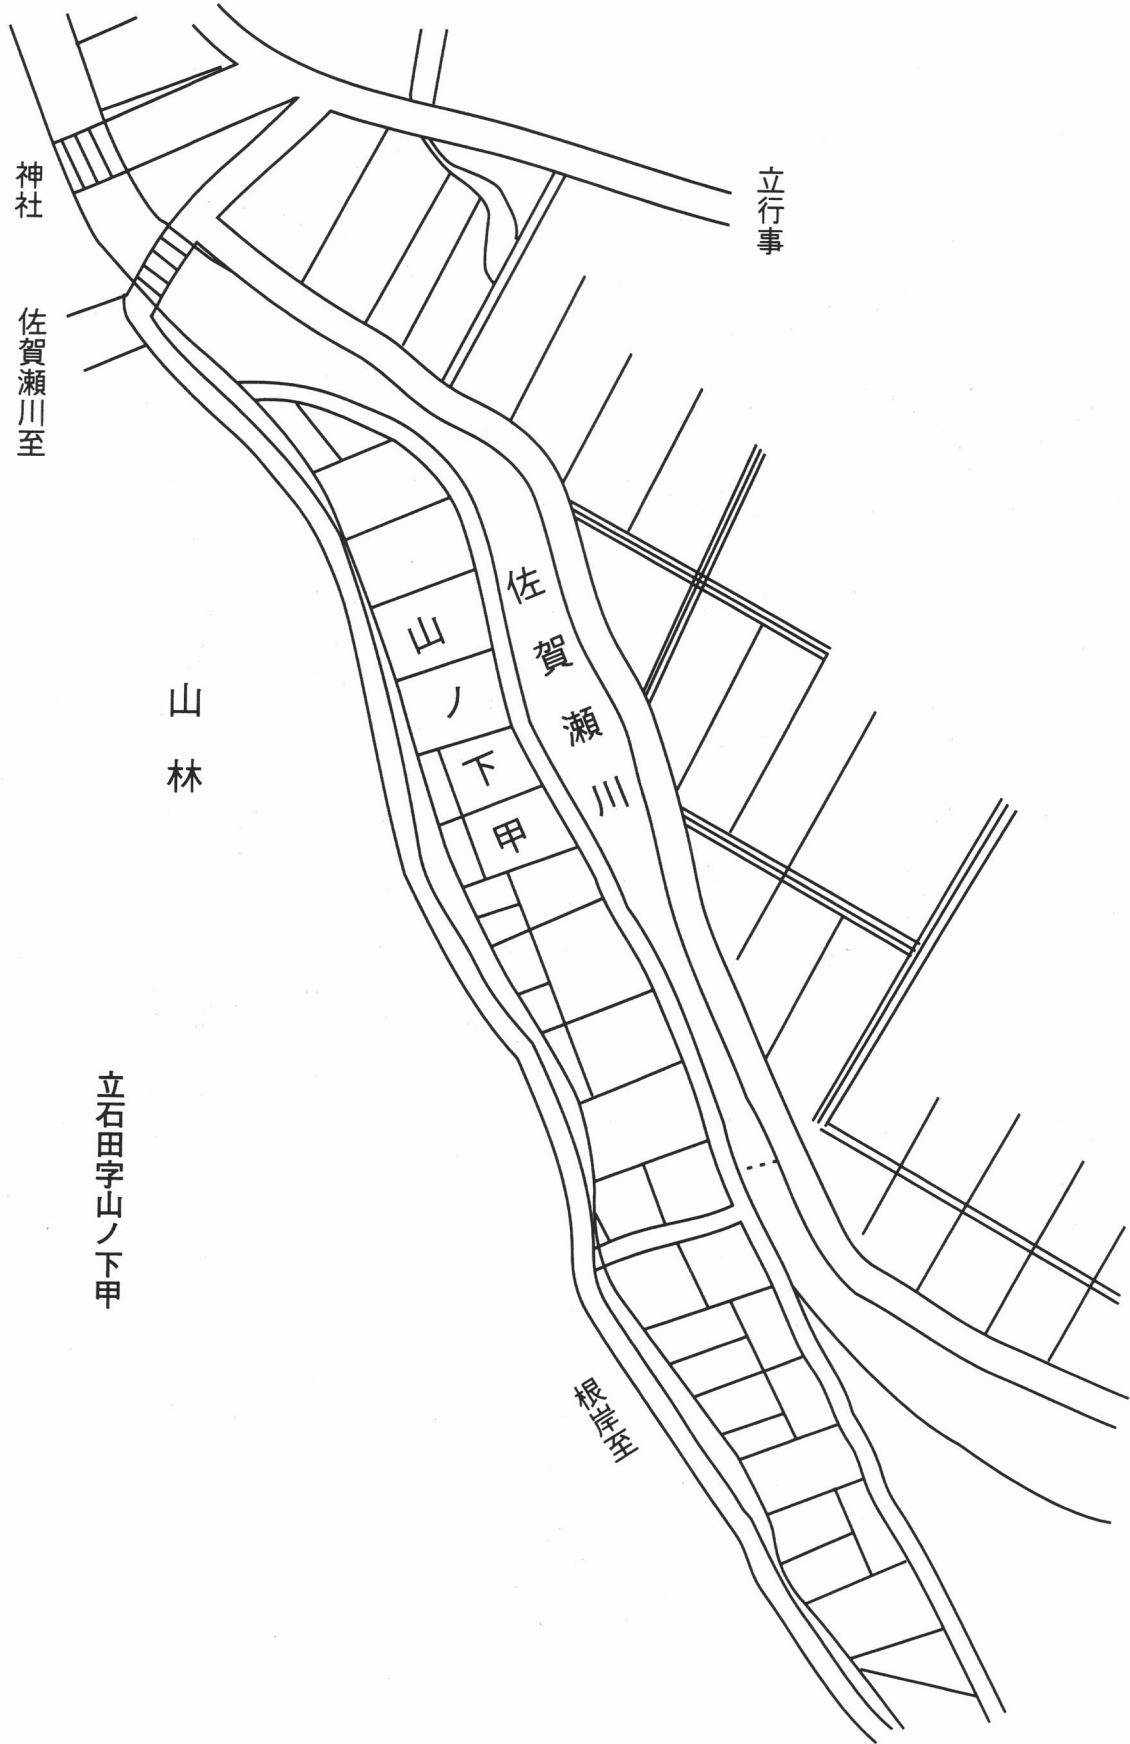 立行事
神社
佐賀瀬川至
佐賀瀬川
山ノ下甲
山林
立石田字山ノ下甲
根岸至